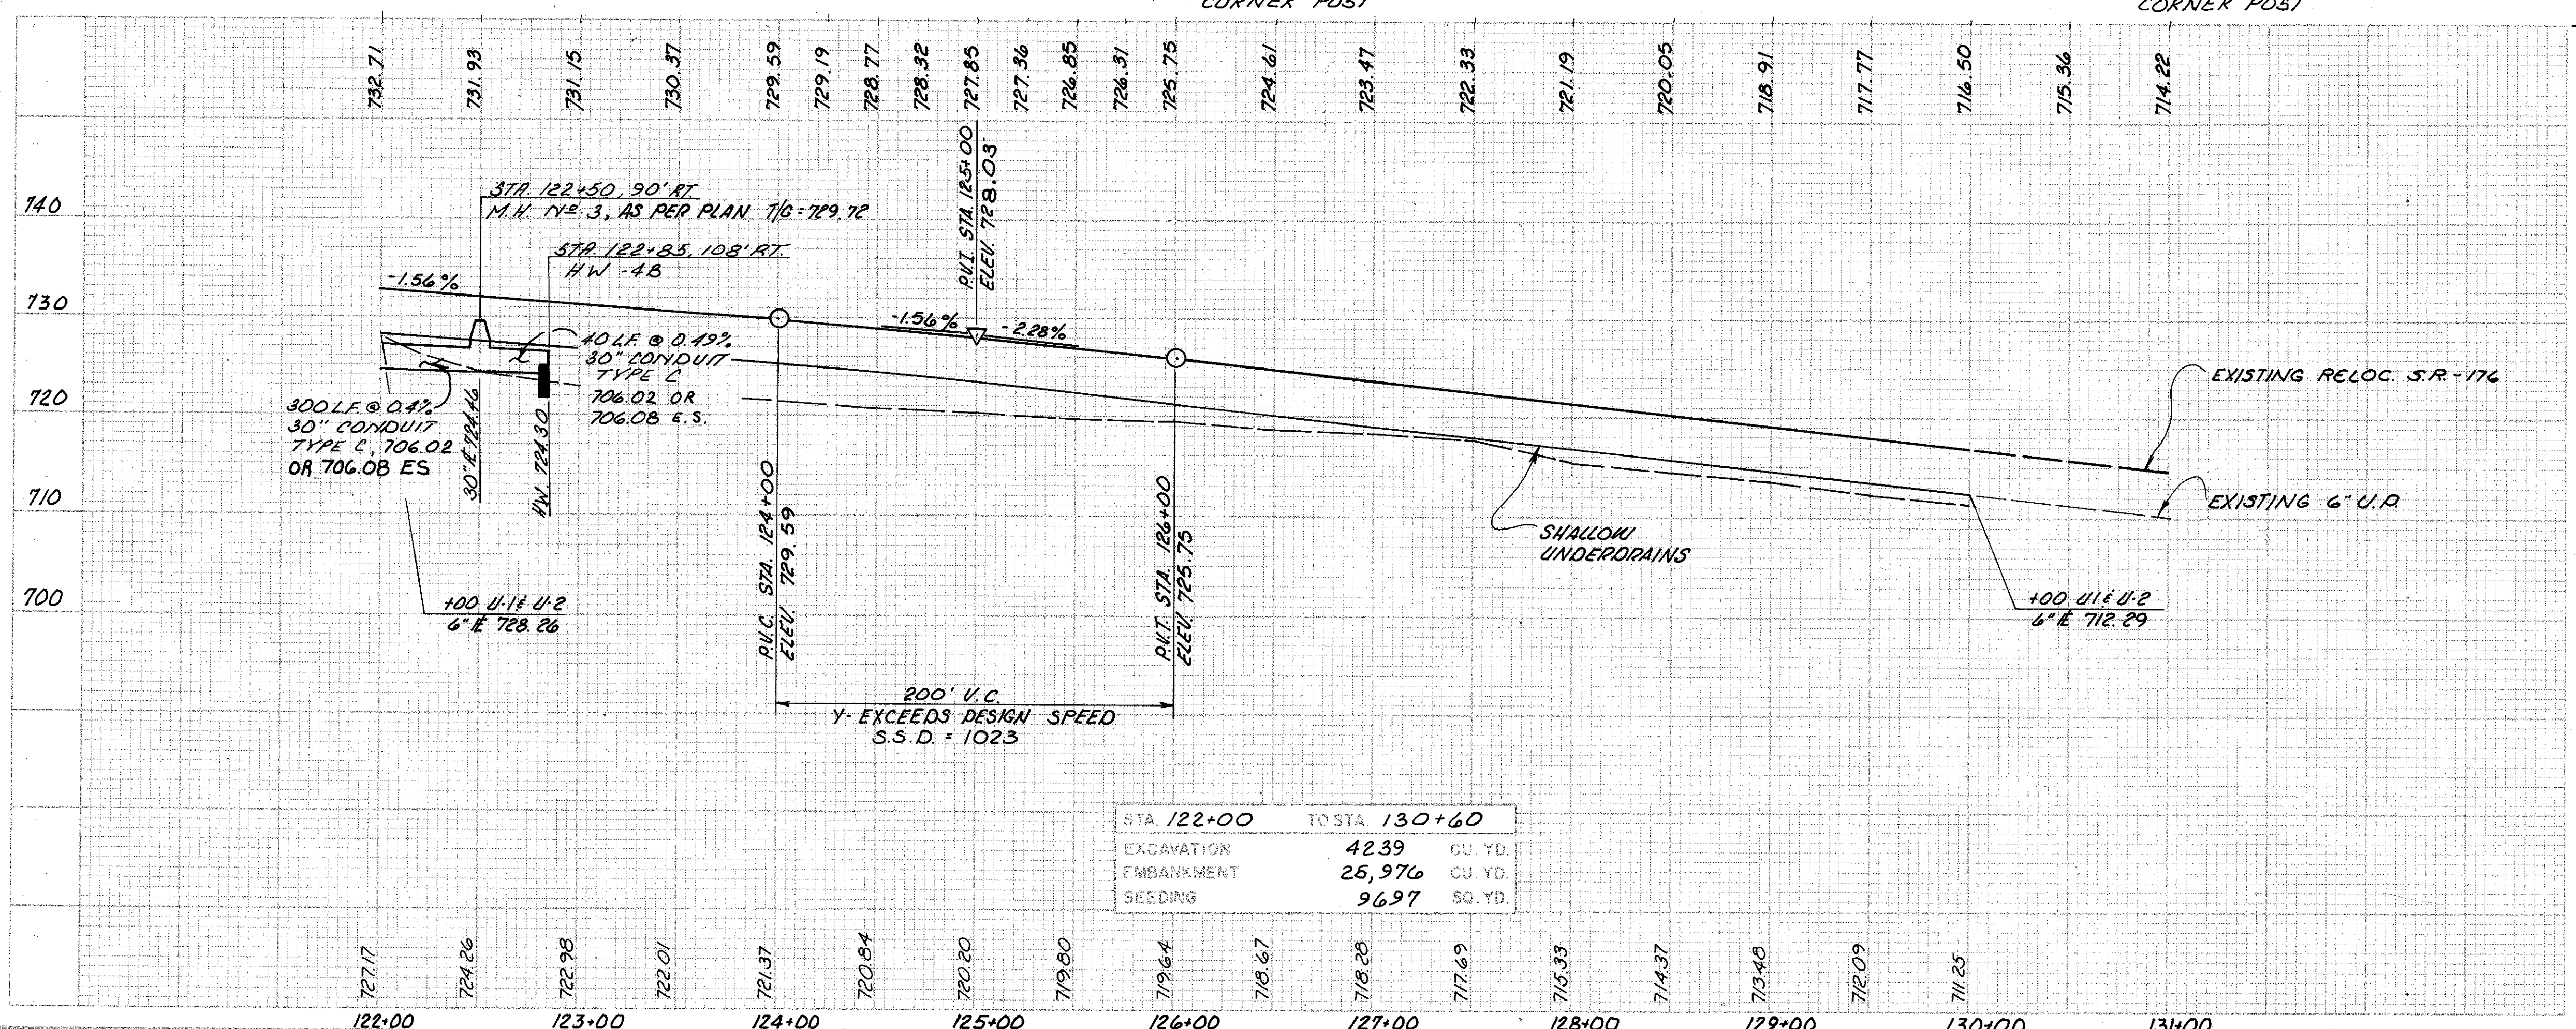 CORNER POST
CORNER POST
732.71
731.93
731.15
730.37
729.59
729.19
728.77
728.32
727.85
727.36
726.85
726.31
725.75
724.61
723.47
722.33
721.19
720.05
718.91
717.77
716.50
715.36
714.22
740
730
720
710
700
STA. 122+50, 90' RT.
M.H. Nº 3, AS PER PLAN T/G=729.72
STA. 122+85, 108' RT.
HW-4B
P.V.I. STA. 125+00
ELEV. 728.03
-1.56%
-1.56%
-2.28%
40 L.F. @ 0.49%
30" CONDUIT
TYPE C
706.02 OR
706.08 E.S.
300 L.F. @ 0.4%
30" CONDUIT
TYPE C, 706.02
OR 706.08 ES
30" ℄ 724.46
HW. 724.30
EXISTING RELOC. S.R.-176
EXISTING 6" U.D.
SHALLOW
UNDERDRAINS
+00 U-1 & U-2
6" ℄ 728.26
+00 U1 & U-2
6" ℄ 712.29
P.V.C. STA. 124+00
ELEV. 729.59
P.V.T. STA. 126+00
ELEV. 725.75
200' V.C.
Y-EXCEEDS DESIGN SPEED
S.S.D. = 1023
STA. 122+00 TO STA. 130+60
EXCAVATION 4239 CU. YD.
EMBANKMENT 25,976 CU. YD.
SEEDING 9697 SQ. YD.
727.17
724.26
722.98
722.01
721.37
720.84
720.20
719.80
719.64
718.67
718.28
717.69
715.33
714.37
713.48
712.09
711.25
122+00
123+00
124+00
125+00
126+00
127+00
128+00
129+00
130+00
131+00